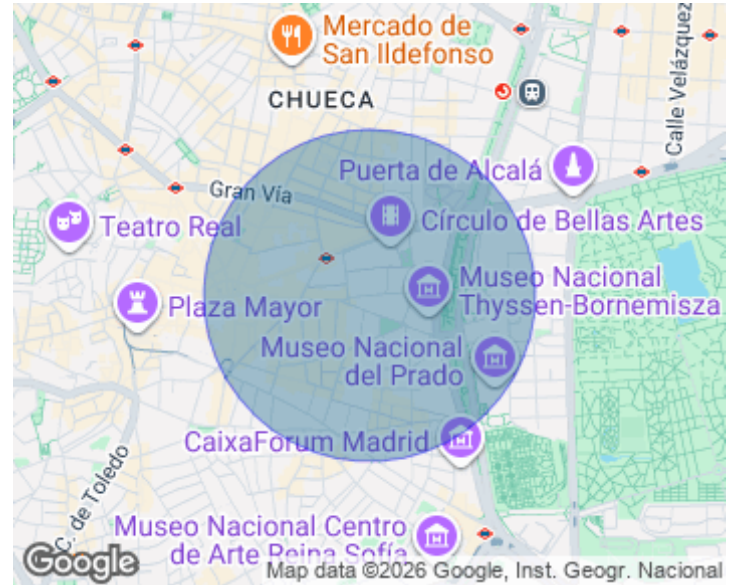 Mercado de
San Ildefonso
Calle Velázquez
CHUECA
Puerta de Alcalá
Gran Vía
Círculo de Bellas Artes
Teatro Real
Museo Nacional
Thyssen-Bornemisza
Plaza Mayor
Museo Nacional
del Prado
CaixaForum Madrid
C. de Toledo
Museo Nacional Centro
de Arte Reina Sofía
Google
Map data ©2026 Google, Inst. Geogr. Nacional